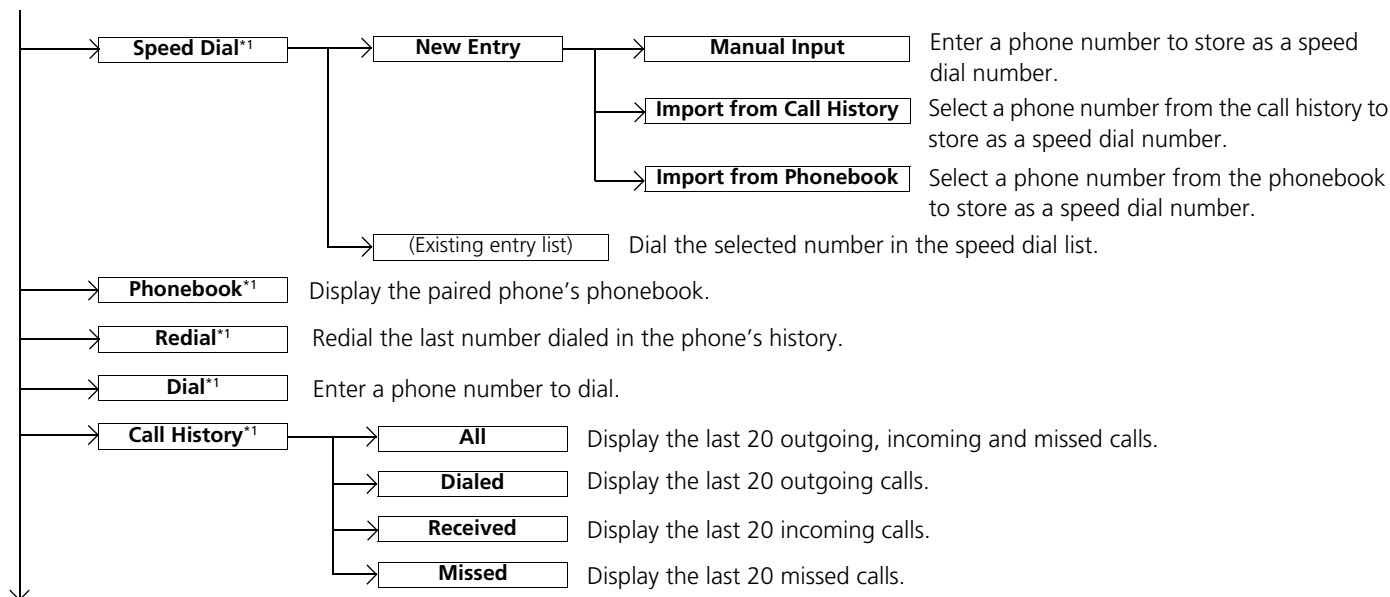 Speed Dial*1
New Entry
Manual Input
Enter a phone number to store as a speed
dial number.
Import from Call History
Select a phone number from the call history to
store as a speed dial number.
Import from Phonebook
Select a phone number from the phonebook
to store as a speed dial number.
(Existing entry list)
Dial the selected number in the speed dial list.
Phonebook*1
Display the paired phone’s phonebook.
Redial*1
Redial the last number dialed in the phone’s history.
Dial*1
Enter a phone number to dial.
Call History*1
All
Display the last 20 outgoing, incoming and missed calls.
Dialed
Display the last 20 outgoing calls.
Received
Display the last 20 incoming calls.
Missed
Display the last 20 missed calls.